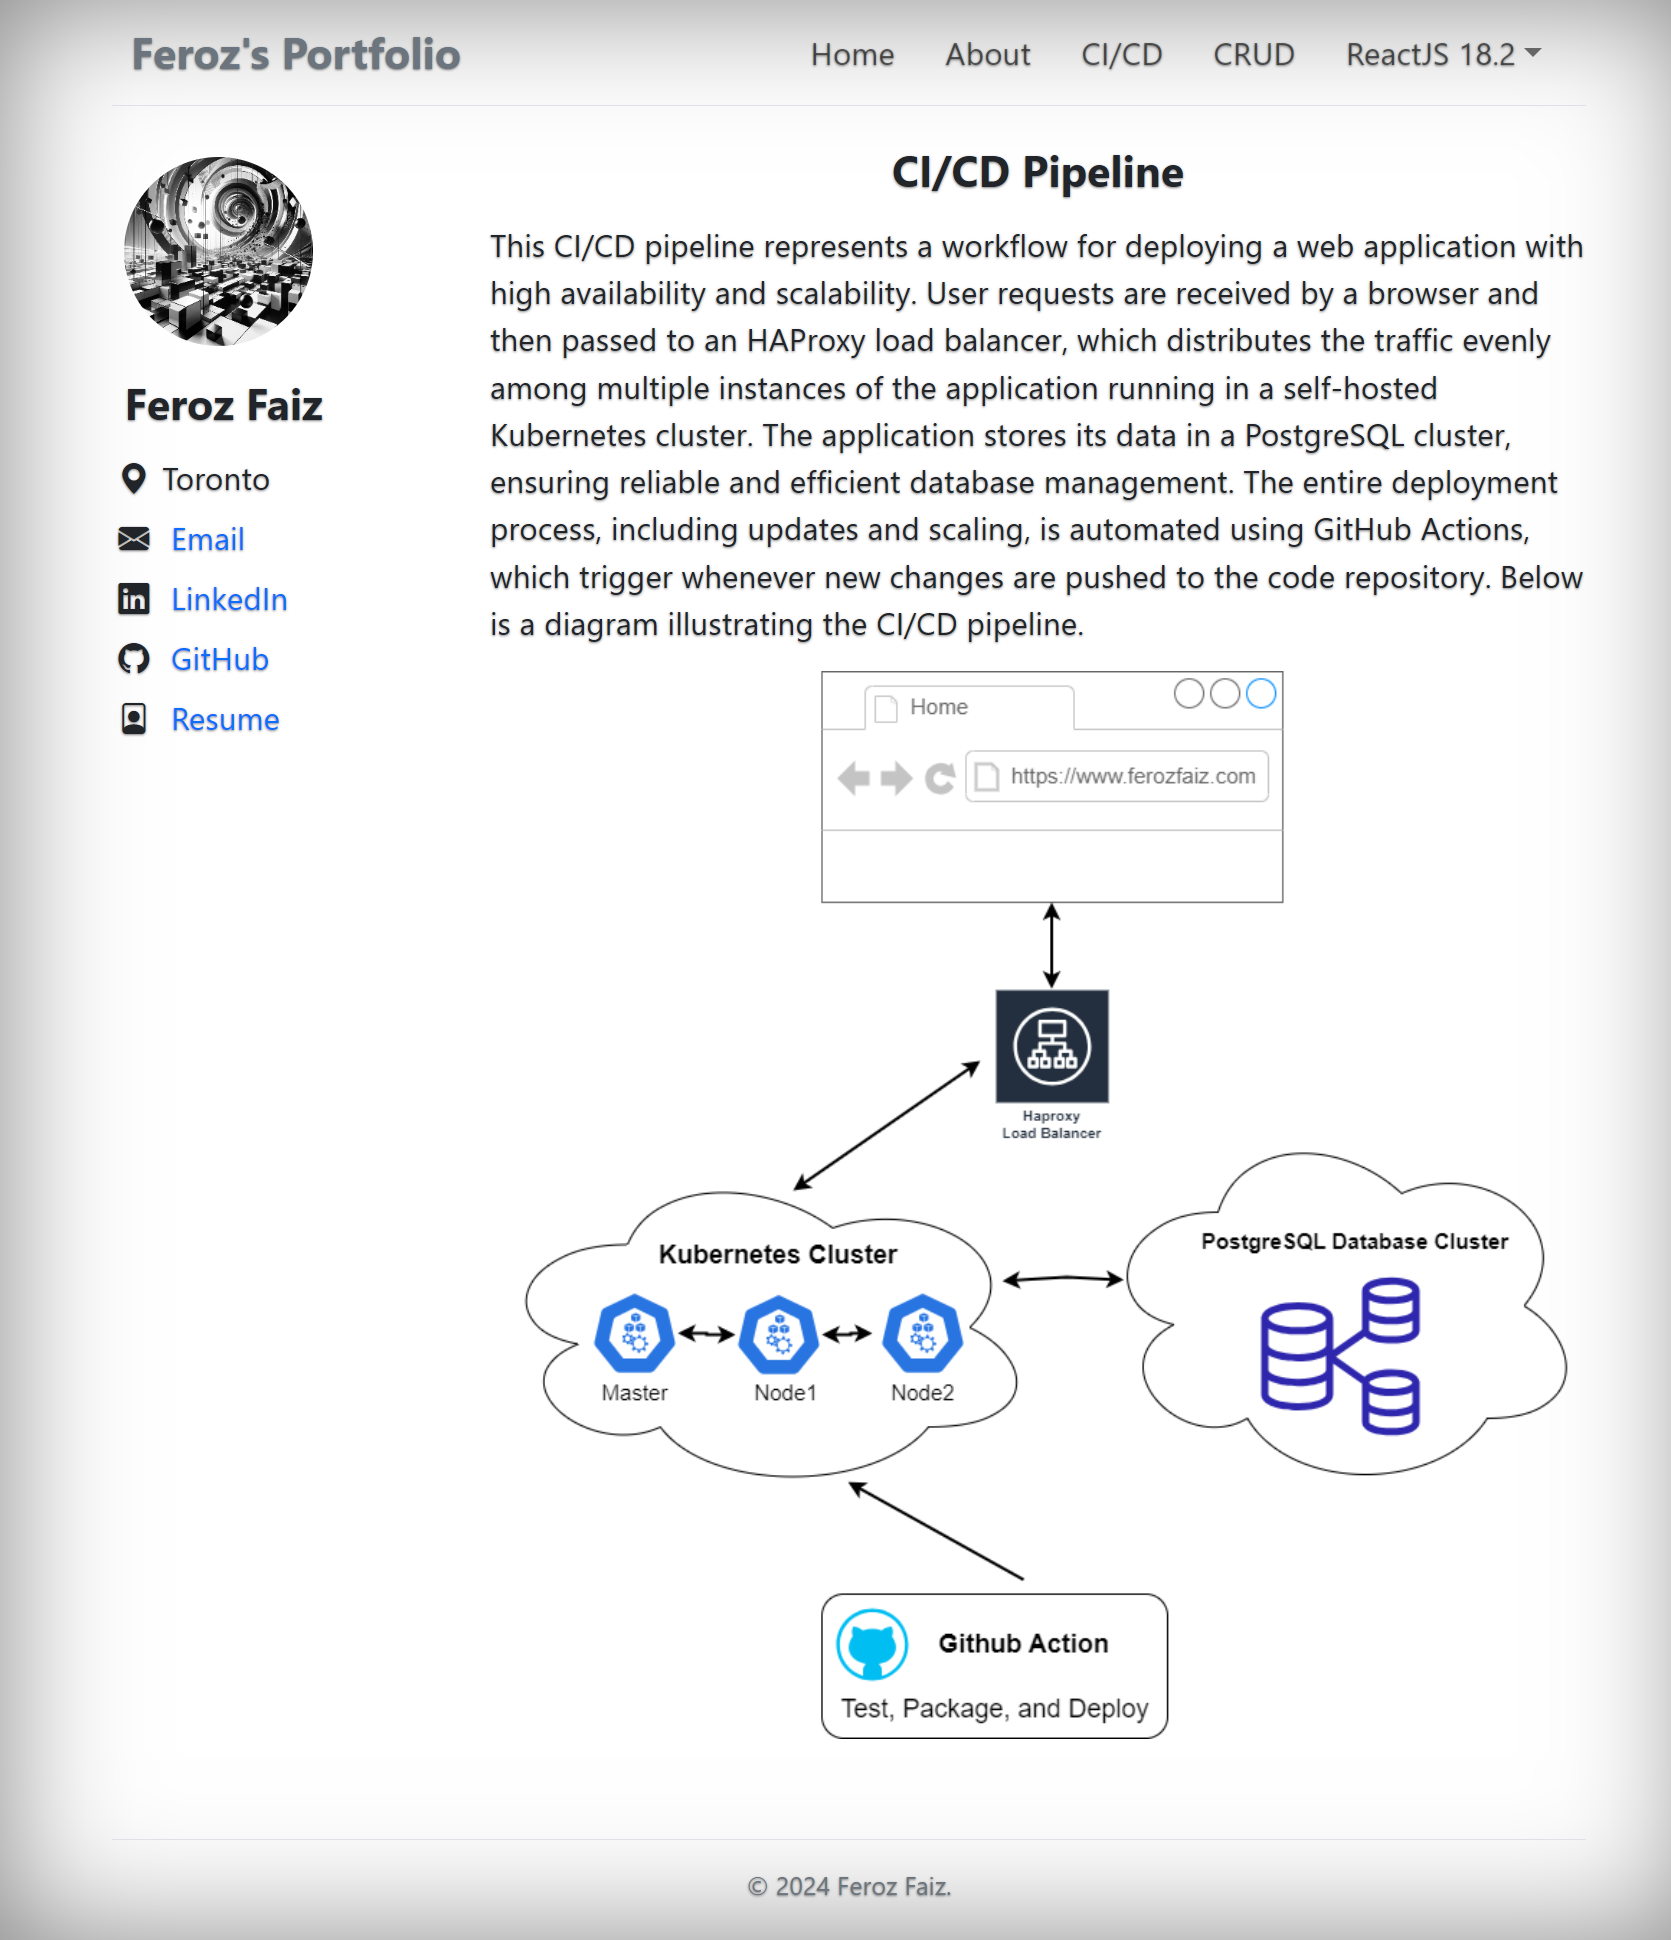 Feroz's Portfolio
Home About CI/CD CRUD ReactJS 18.2
Feroz Faiz
Toronto
Email
LinkedIn
GitHub
Resume
CI/CD Pipeline
This CI/CD pipeline represents a workflow for deploying a web application with
high availability and scalability. User requests are received by a browser and
then passed to an HAProxy load balancer, which distributes the traffic evenly
among multiple instances of the application running in a self-hosted
Kubernetes cluster. The application stores its data in a PostgreSQL cluster,
ensuring reliable and efficient database management. The entire deployment
process, including updates and scaling, is automated using GitHub Actions,
which trigger whenever new changes are pushed to the code repository. Below
is a diagram illustrating the CI/CD pipeline.
Home
https://www.ferozfaiz.com
Haproxy
Load Balancer
Kubernetes Cluster
Master Node1 Node2
PostgreSQL Database Cluster
Github Action
Test, Package, and Deploy
© 2024 Feroz Faiz.